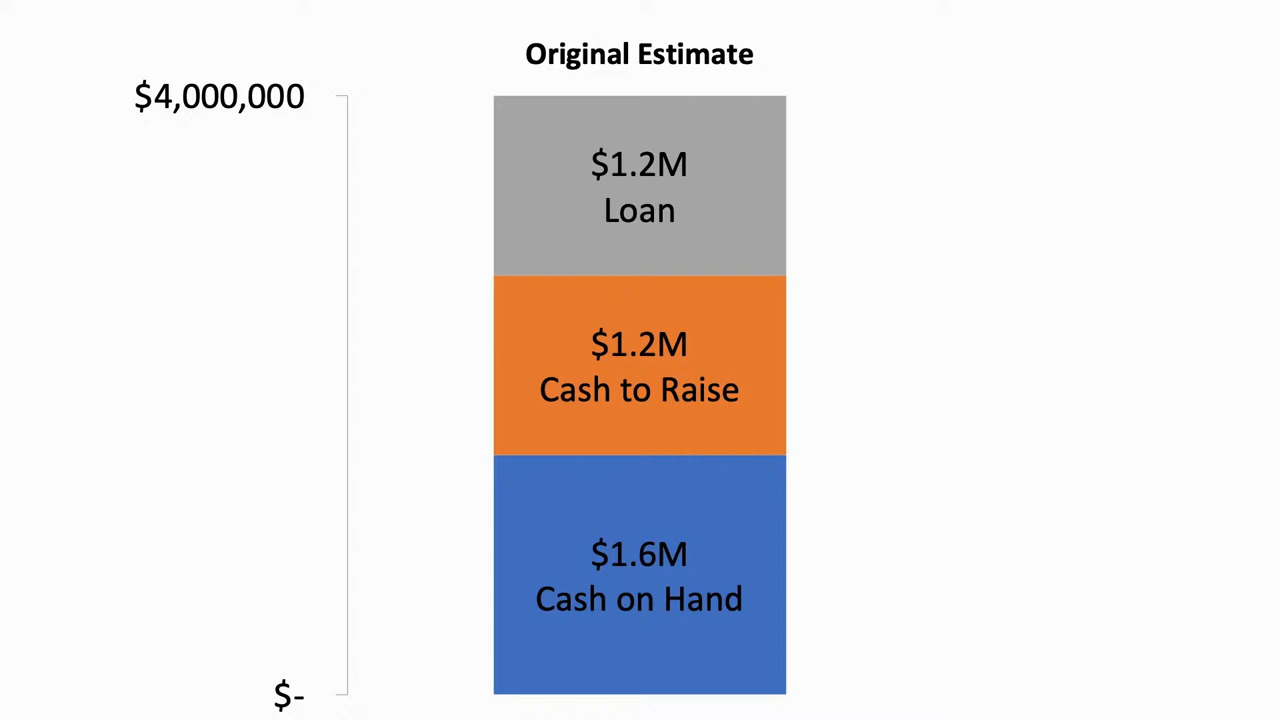 Original Estimate
$4,000,000
$1.2M
Loan
$1.2M
Cash to Raise
$1.6M
Cash on Hand
$-